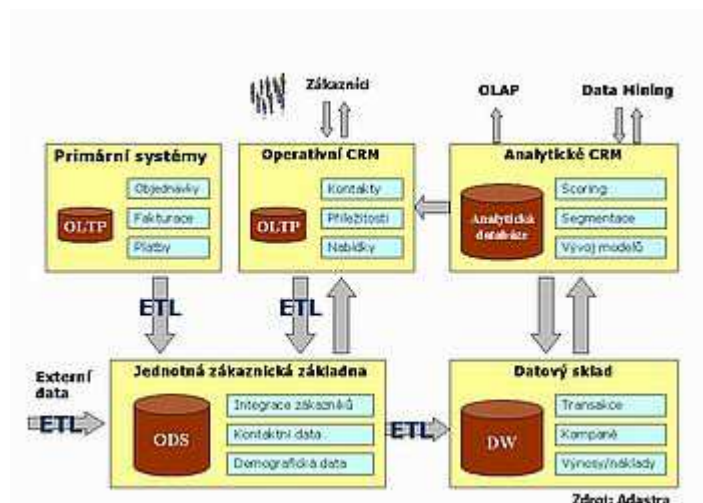 Zákazníci
OLAP
Data Mining
Primární systémy
OLTP
Objednávky
Fakturace
Platby
Operativní CRM
OLTP
Kontakty
Příležitosti
Nabídky
Analytické CRM
Analytická
databáze
Scoring
Segmentace
Vývoj modelů
ETL
ETL
Externí
data
ETL
Jednotná zákaznická základna
ODS
Integrace zákazníků
Kontaktní data
Demografická data
ETL
Datový sklad
DW
Transakce
Kampaně
Výnosy/náklady
Zdroj: Adastra